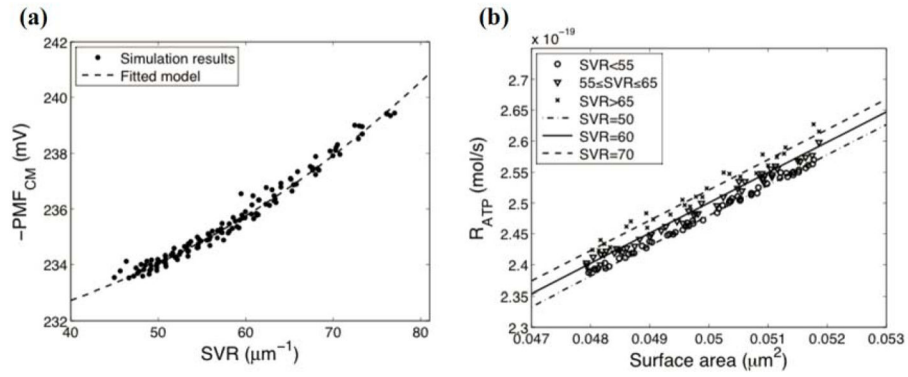 (a)
242
240
238
236
234
232
-PMF_CM (mV)
Simulation results
Fitted model
40 50 60 70 80
SVR (μm⁻¹)
(b)
x 10⁻¹⁹
2.7
2.65
2.6
2.55
2.5
2.45
2.4
2.35
2.3
R_ATP (mol/s)
SVR<55
55≤SVR≤65
SVR>65
SVR=50
SVR=60
SVR=70
0.047 0.048 0.049 0.05 0.051 0.052 0.053
Surface area (μm²)